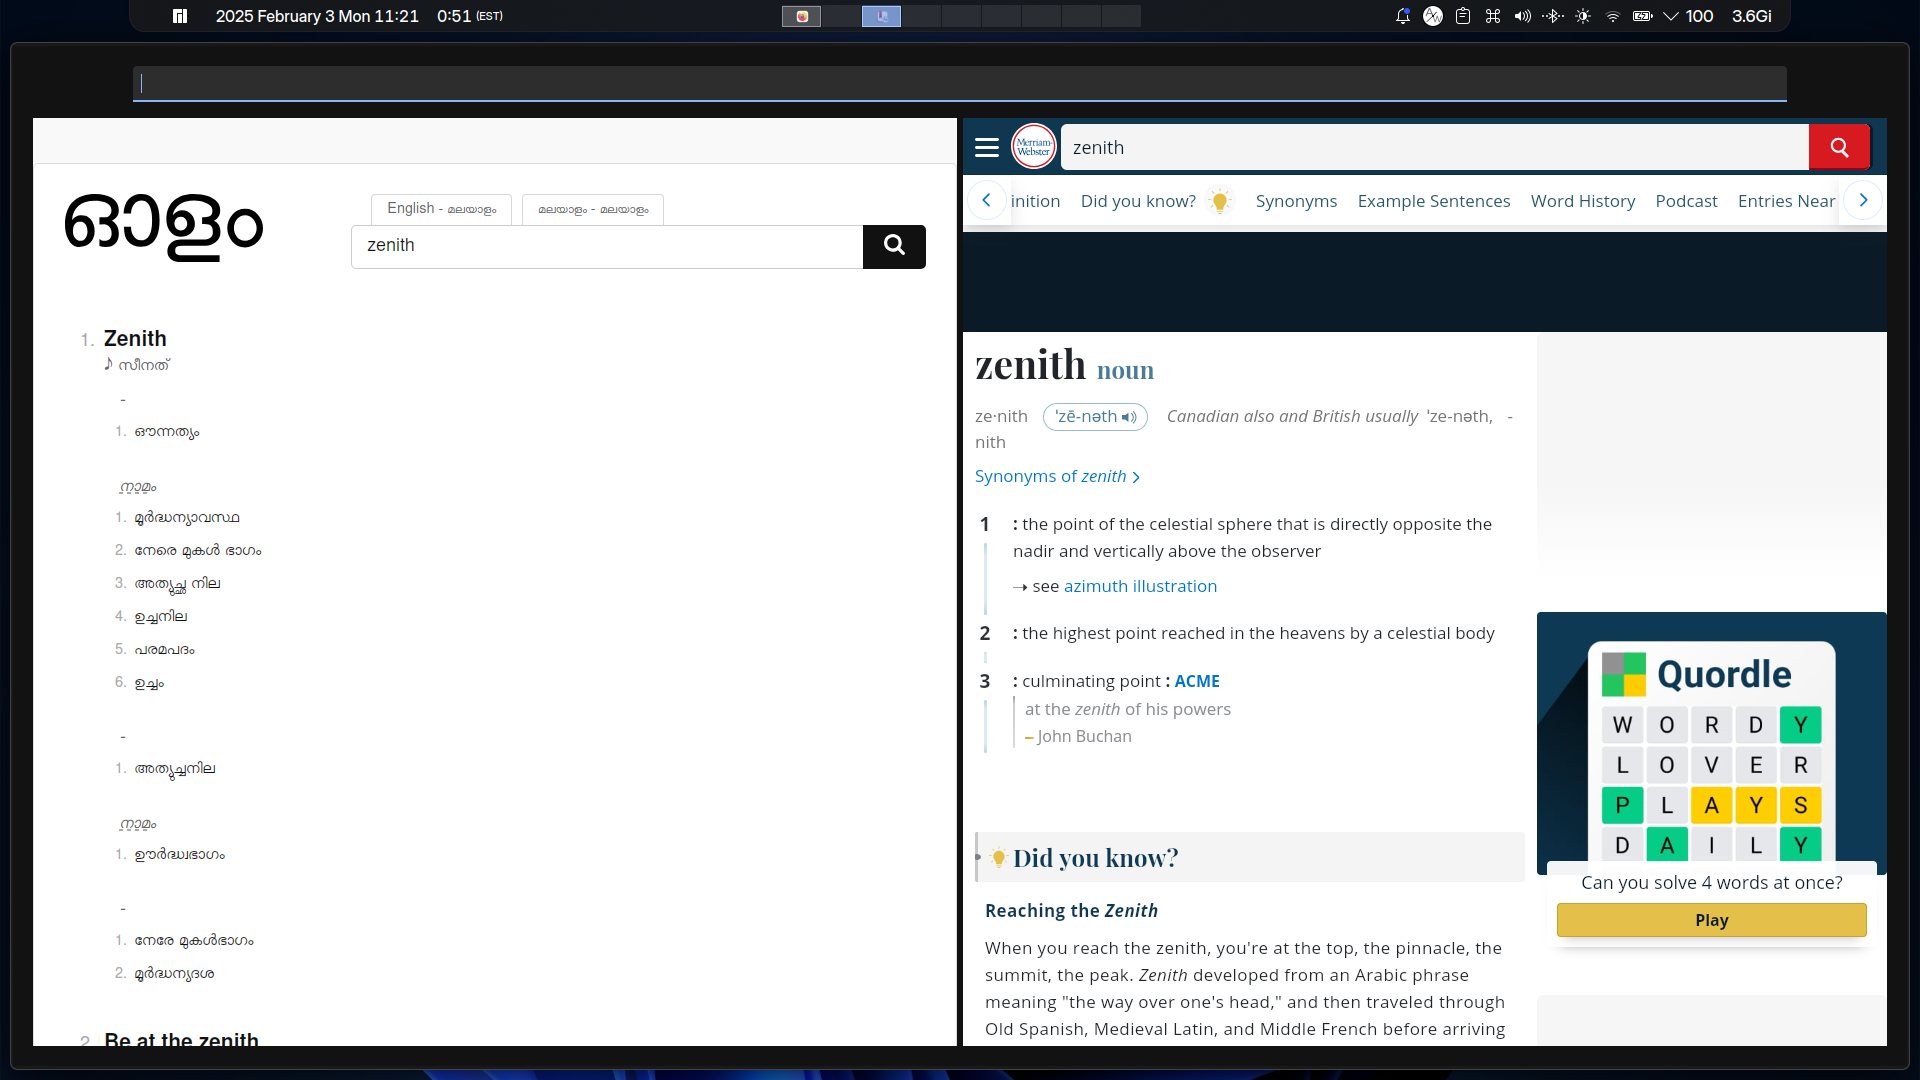 2025 February 3 Mon 11:21 0:51 (EST)
100 3.6Gi
ഓളം
English - മലയാളം
മലയാളം - മലയാളം
zenith
1. Zenith
♪ സീനത്
-
1. ഔന്നത്യം
നാമം
1. മൂർദ്ധന്യാവസ്ഥ
2. നേരെ മുകൾ ഭാഗം
3. അത്യുച്ഛ നില
4. ഉച്ചനില
5. പരമപദം
6. ഉച്ചം
-
1. അത്യുച്ചനില
നാമം
1. ഊർദ്ധ്വഭാഗം
-
1. നേരേ മുകൾഭാഗം
2. മൂർദ്ധന്യദശ
2. Be at the zenith
Merriam-
Webster
zenith
inition Did you know? Synonyms Example Sentences Word History Podcast Entries Near
zenith noun
ze·nith ˈzē-nəth Canadian also and British usually ˈze-nəth, -
nith
Synonyms of zenith
1 : the point of the celestial sphere that is directly opposite the
nadir and vertically above the observer
→ see azimuth illustration
2 : the highest point reached in the heavens by a celestial body
3 : culminating point : ACME
at the zenith of his powers
– John Buchan
Did you know?
Reaching the Zenith
When you reach the zenith, you're at the top, the pinnacle, the
summit, the peak. Zenith developed from an Arabic phrase
meaning "the way over one's head," and then traveled through
Old Spanish, Medieval Latin, and Middle French before arriving
Quordle
W O R D Y
L O V E R
P L A Y S
D A I L Y
Can you solve 4 words at once?
Play